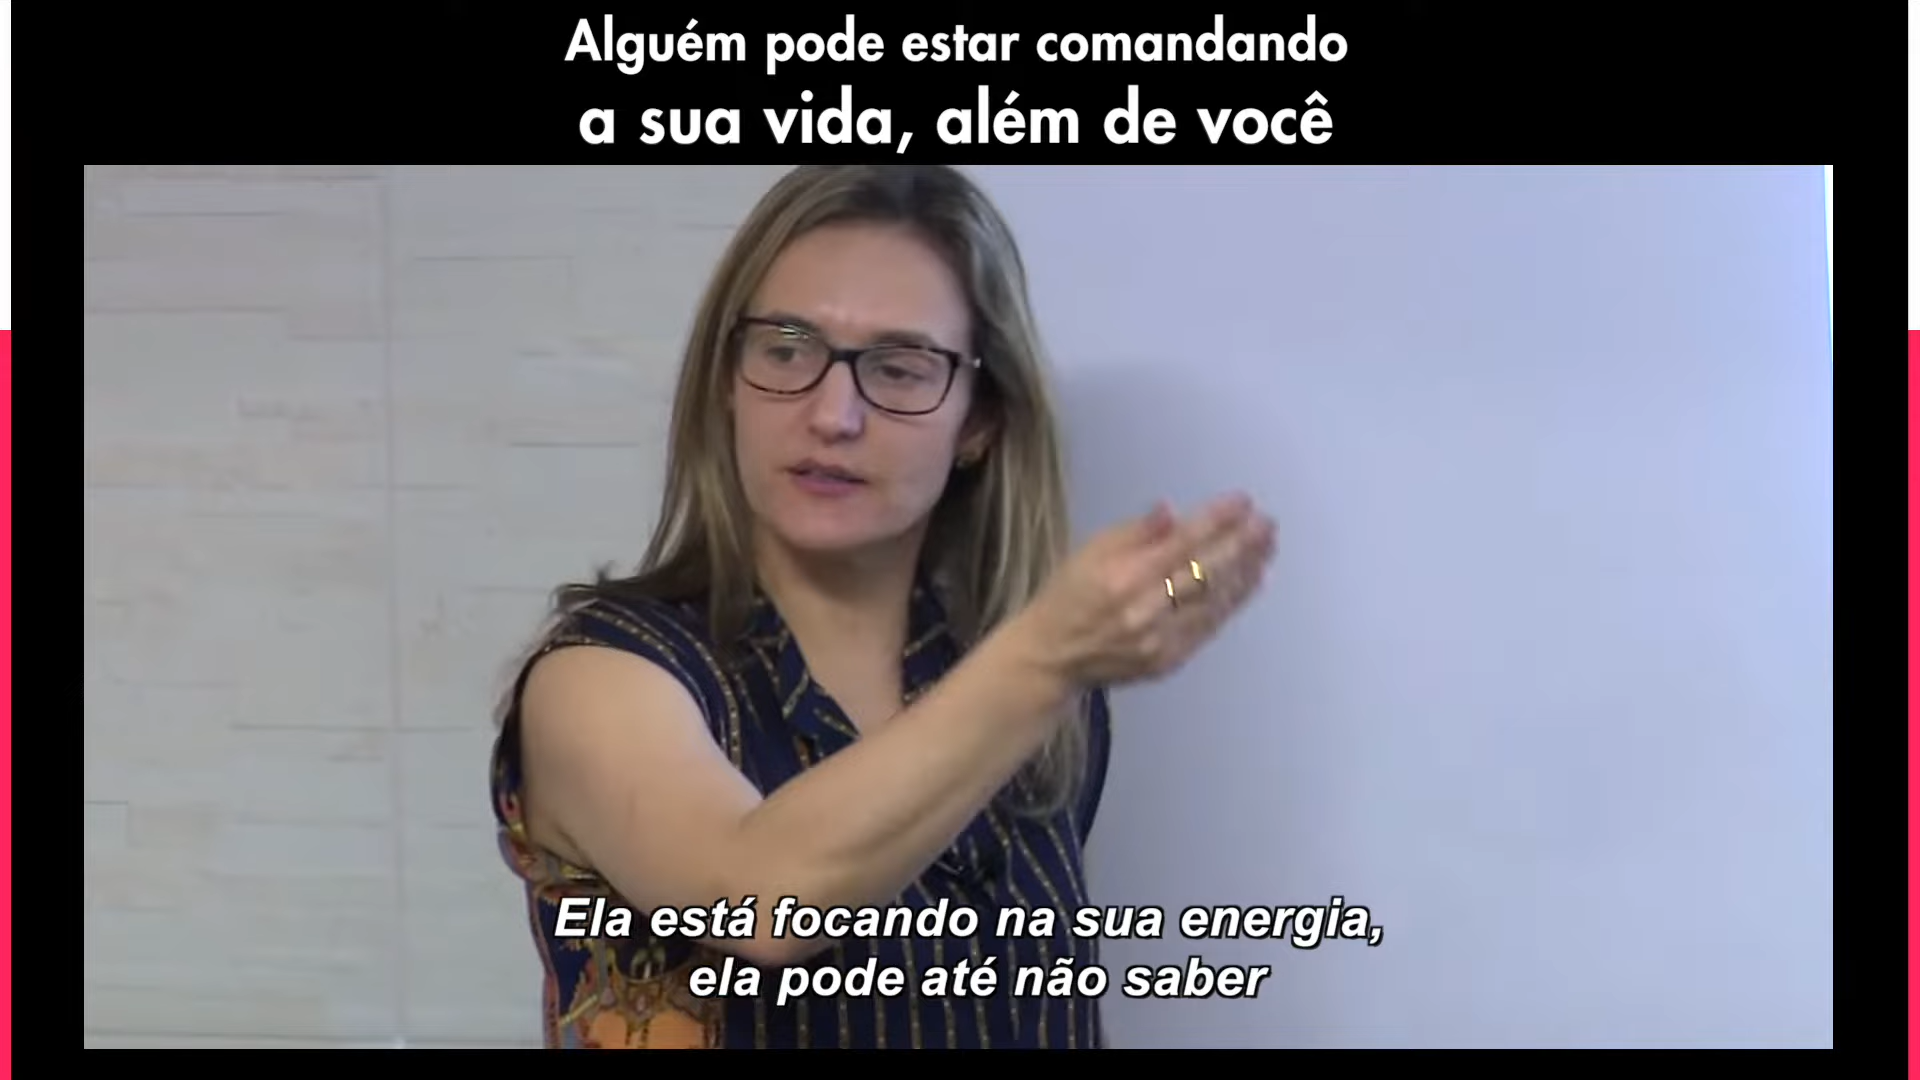 Alguém pode estar comandando
a sua vida, além de você
Ela está focando na sua energia,
ela pode até não saber